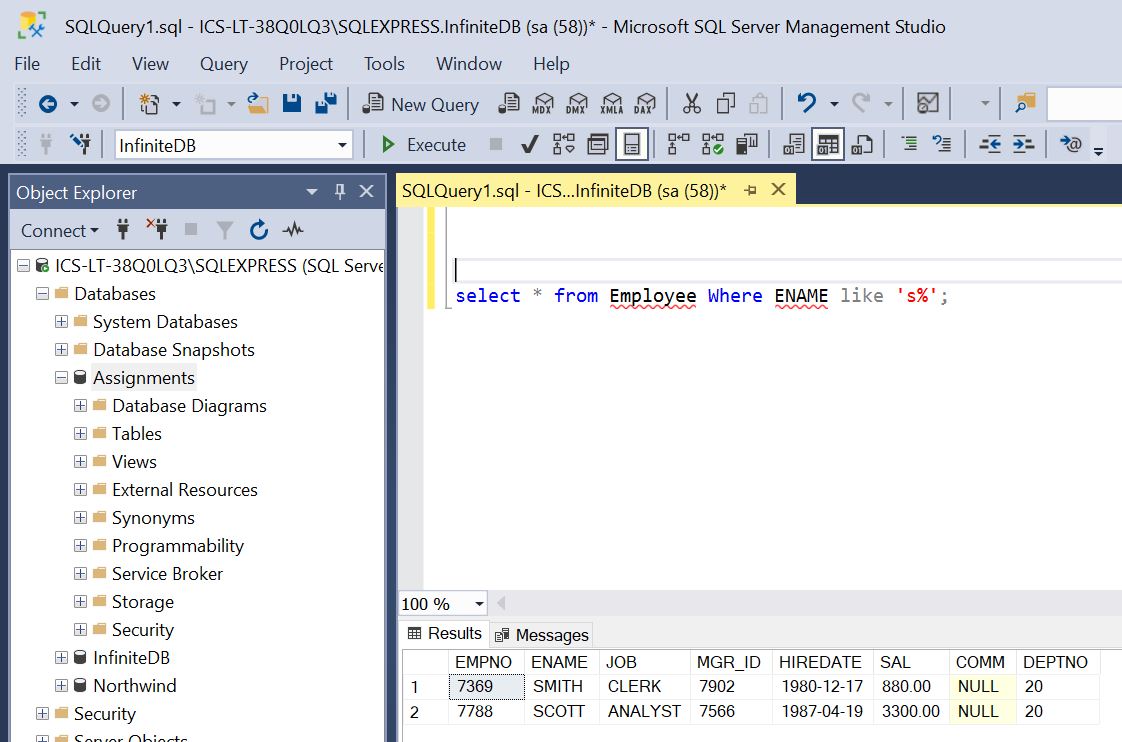 SQLQuery1.sql - ICS-LT-38Q0LQ3\SQLEXPRESS.InfiniteDB (sa (58))* - Microsoft SQL Server Management Studio
File Edit View Query Project Tools Window Help
New Query MDX DMX XMLA DAX
InfiniteDB Execute
Object Explorer
SQLQuery1.sql - ICS...InfiniteDB (sa (58))*
Connect
ICS-LT-38Q0LQ3\SQLEXPRESS (SQL Serve
Databases
System Databases
Database Snapshots
Assignments
Database Diagrams
Tables
Views
External Resources
Synonyms
Programmability
Service Broker
Storage
Security
InfiniteDB
Northwind
Security
Server Objects
select * from Employee Where ENAME like 's%';
100 %
Results Messages
EMPNO ENAME JOB MGR_ID HIREDATE SAL COMM DEPTNO
1 7369 SMITH CLERK 7902 1980-12-17 880.00 NULL 20
2 7788 SCOTT ANALYST 7566 1987-04-19 3300.00 NULL 20